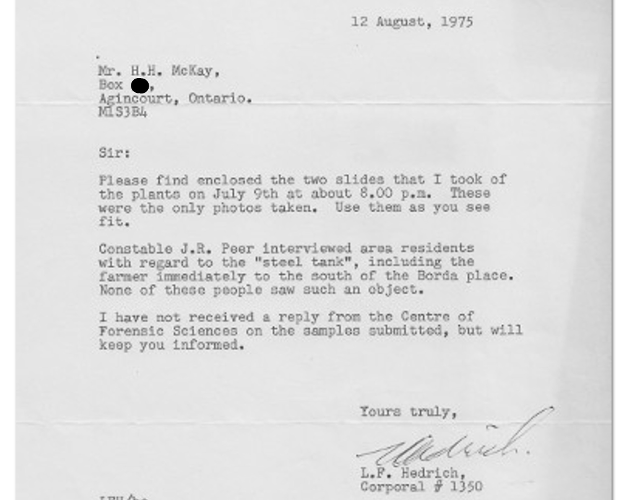 12 August, 1975
Mr. H.H. McKay,
Box ,
Agincourt, Ontario.
M1S3B4
Sir:
Please find enclosed the two slides that I took of
the plants on July 9th at about 8.00 p.m. These
were the only photos taken. Use them as you see
fit.
Constable J.R. Peer interviewed area residents
with regard to the "steel tank", including the
farmer immediately to the south of the Borda place.
None of these people saw such an object.
I have not received a reply from the Centre of
Forensic Sciences on the samples submitted, but will
keep you informed.
Yours truly,
L.F. Hedrich,
Corporal # 1350